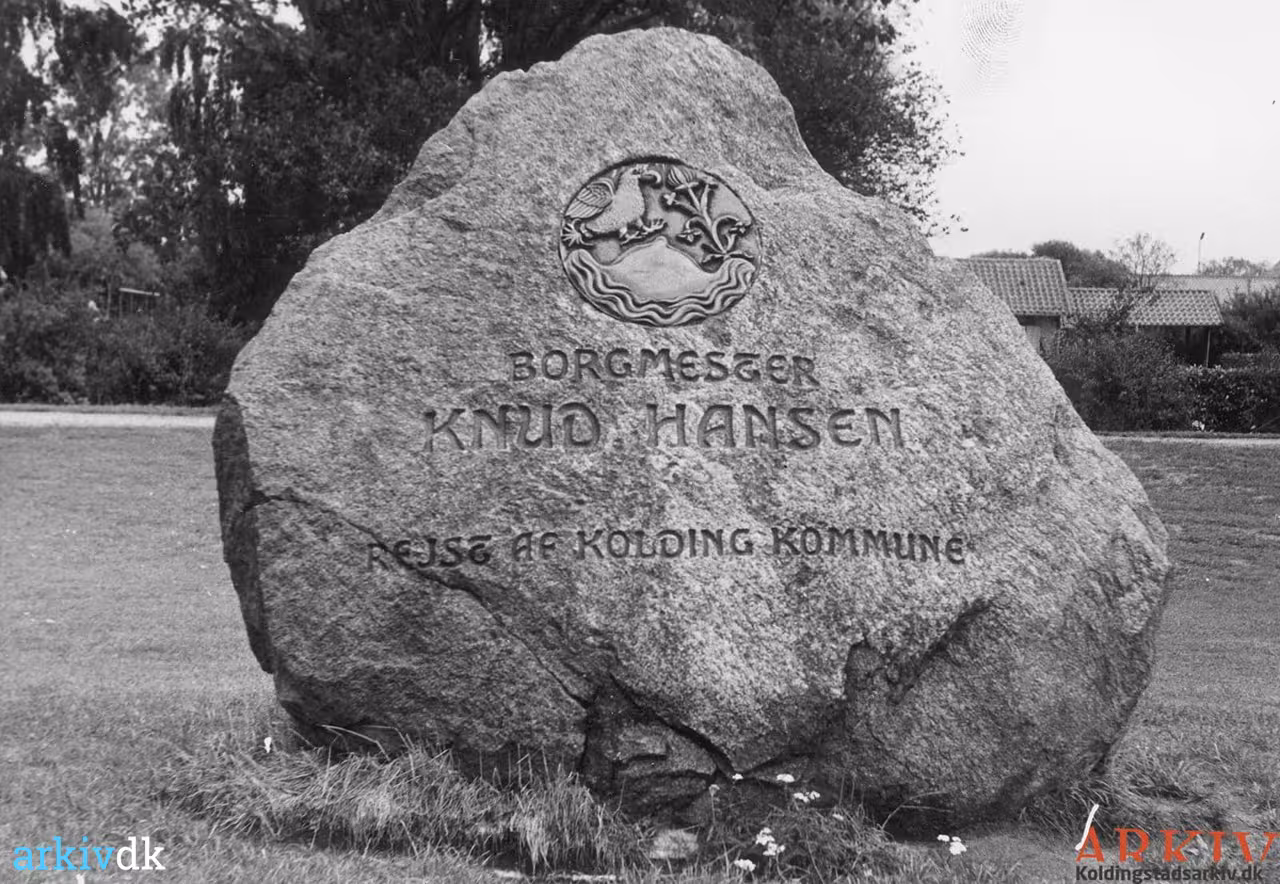 BORGMESTER
KNUD HANSEN
REJST AF KOLDING KOMMUNE
arkivdk
ARKIV
Koldingstadsarkiv.dk